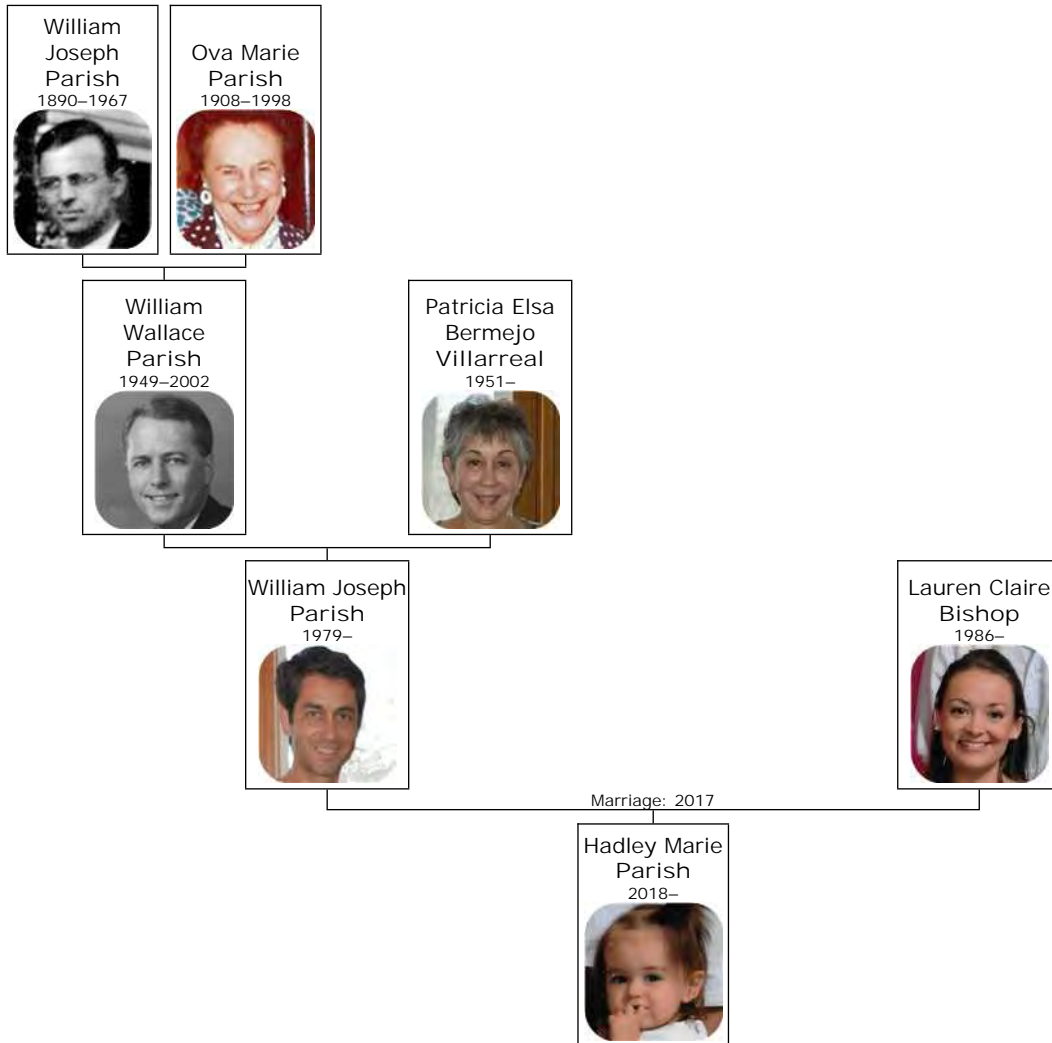 William
Joseph
Parish
1890–1967
Ova Marie
Parish
1908–1998
William
Wallace
Parish
1949–2002
Patricia Elsa
Bermejo
Villarreal
1951–
William Joseph
Parish
1979–
Lauren Claire
Bishop
1986–
Marriage: 2017
Hadley Marie
Parish
2018–